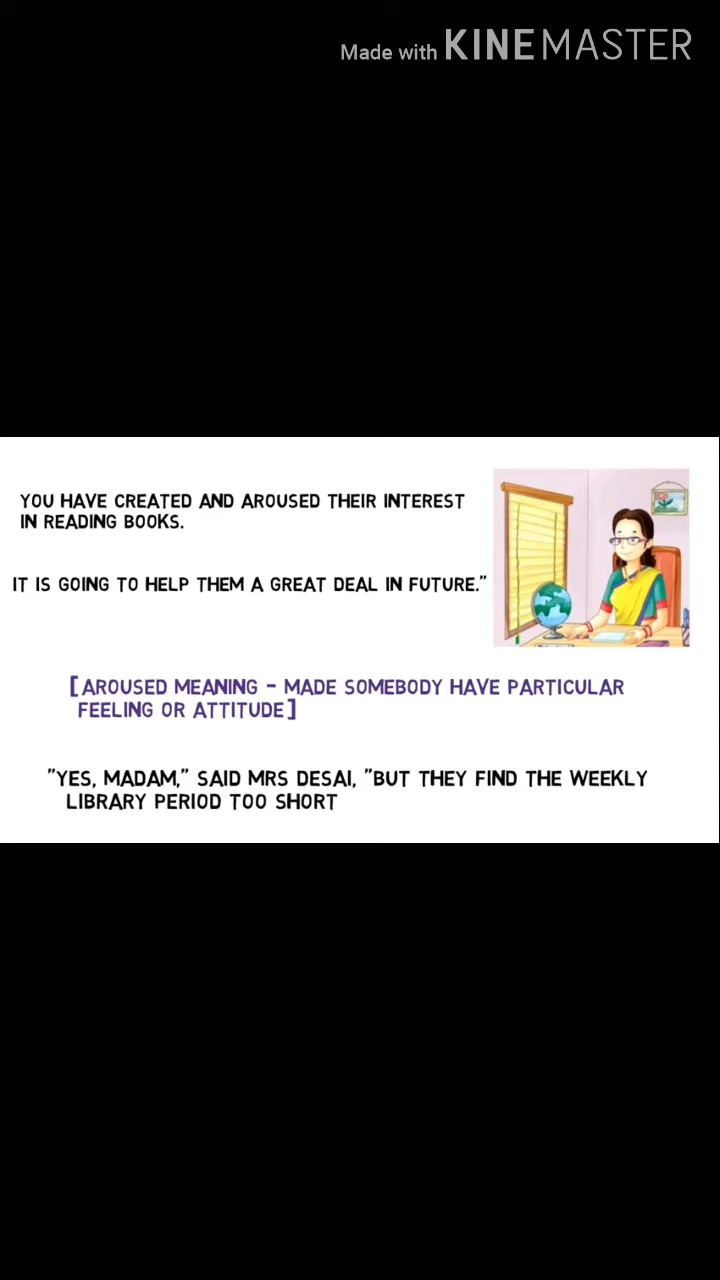 Made with KINEMASTER
YOU HAVE CREATED AND AROUSED THEIR INTEREST
IN READING BOOKS.
IT IS GOING TO HELP THEM A GREAT DEAL IN FUTURE."
[AROUSED MEANING - MADE SOMEBODY HAVE PARTICULAR
FEELING OR ATTITUDE]
"YES, MADAM," SAID MRS DESAI, "BUT THEY FIND THE WEEKLY
LIBRARY PERIOD TOO SHORT